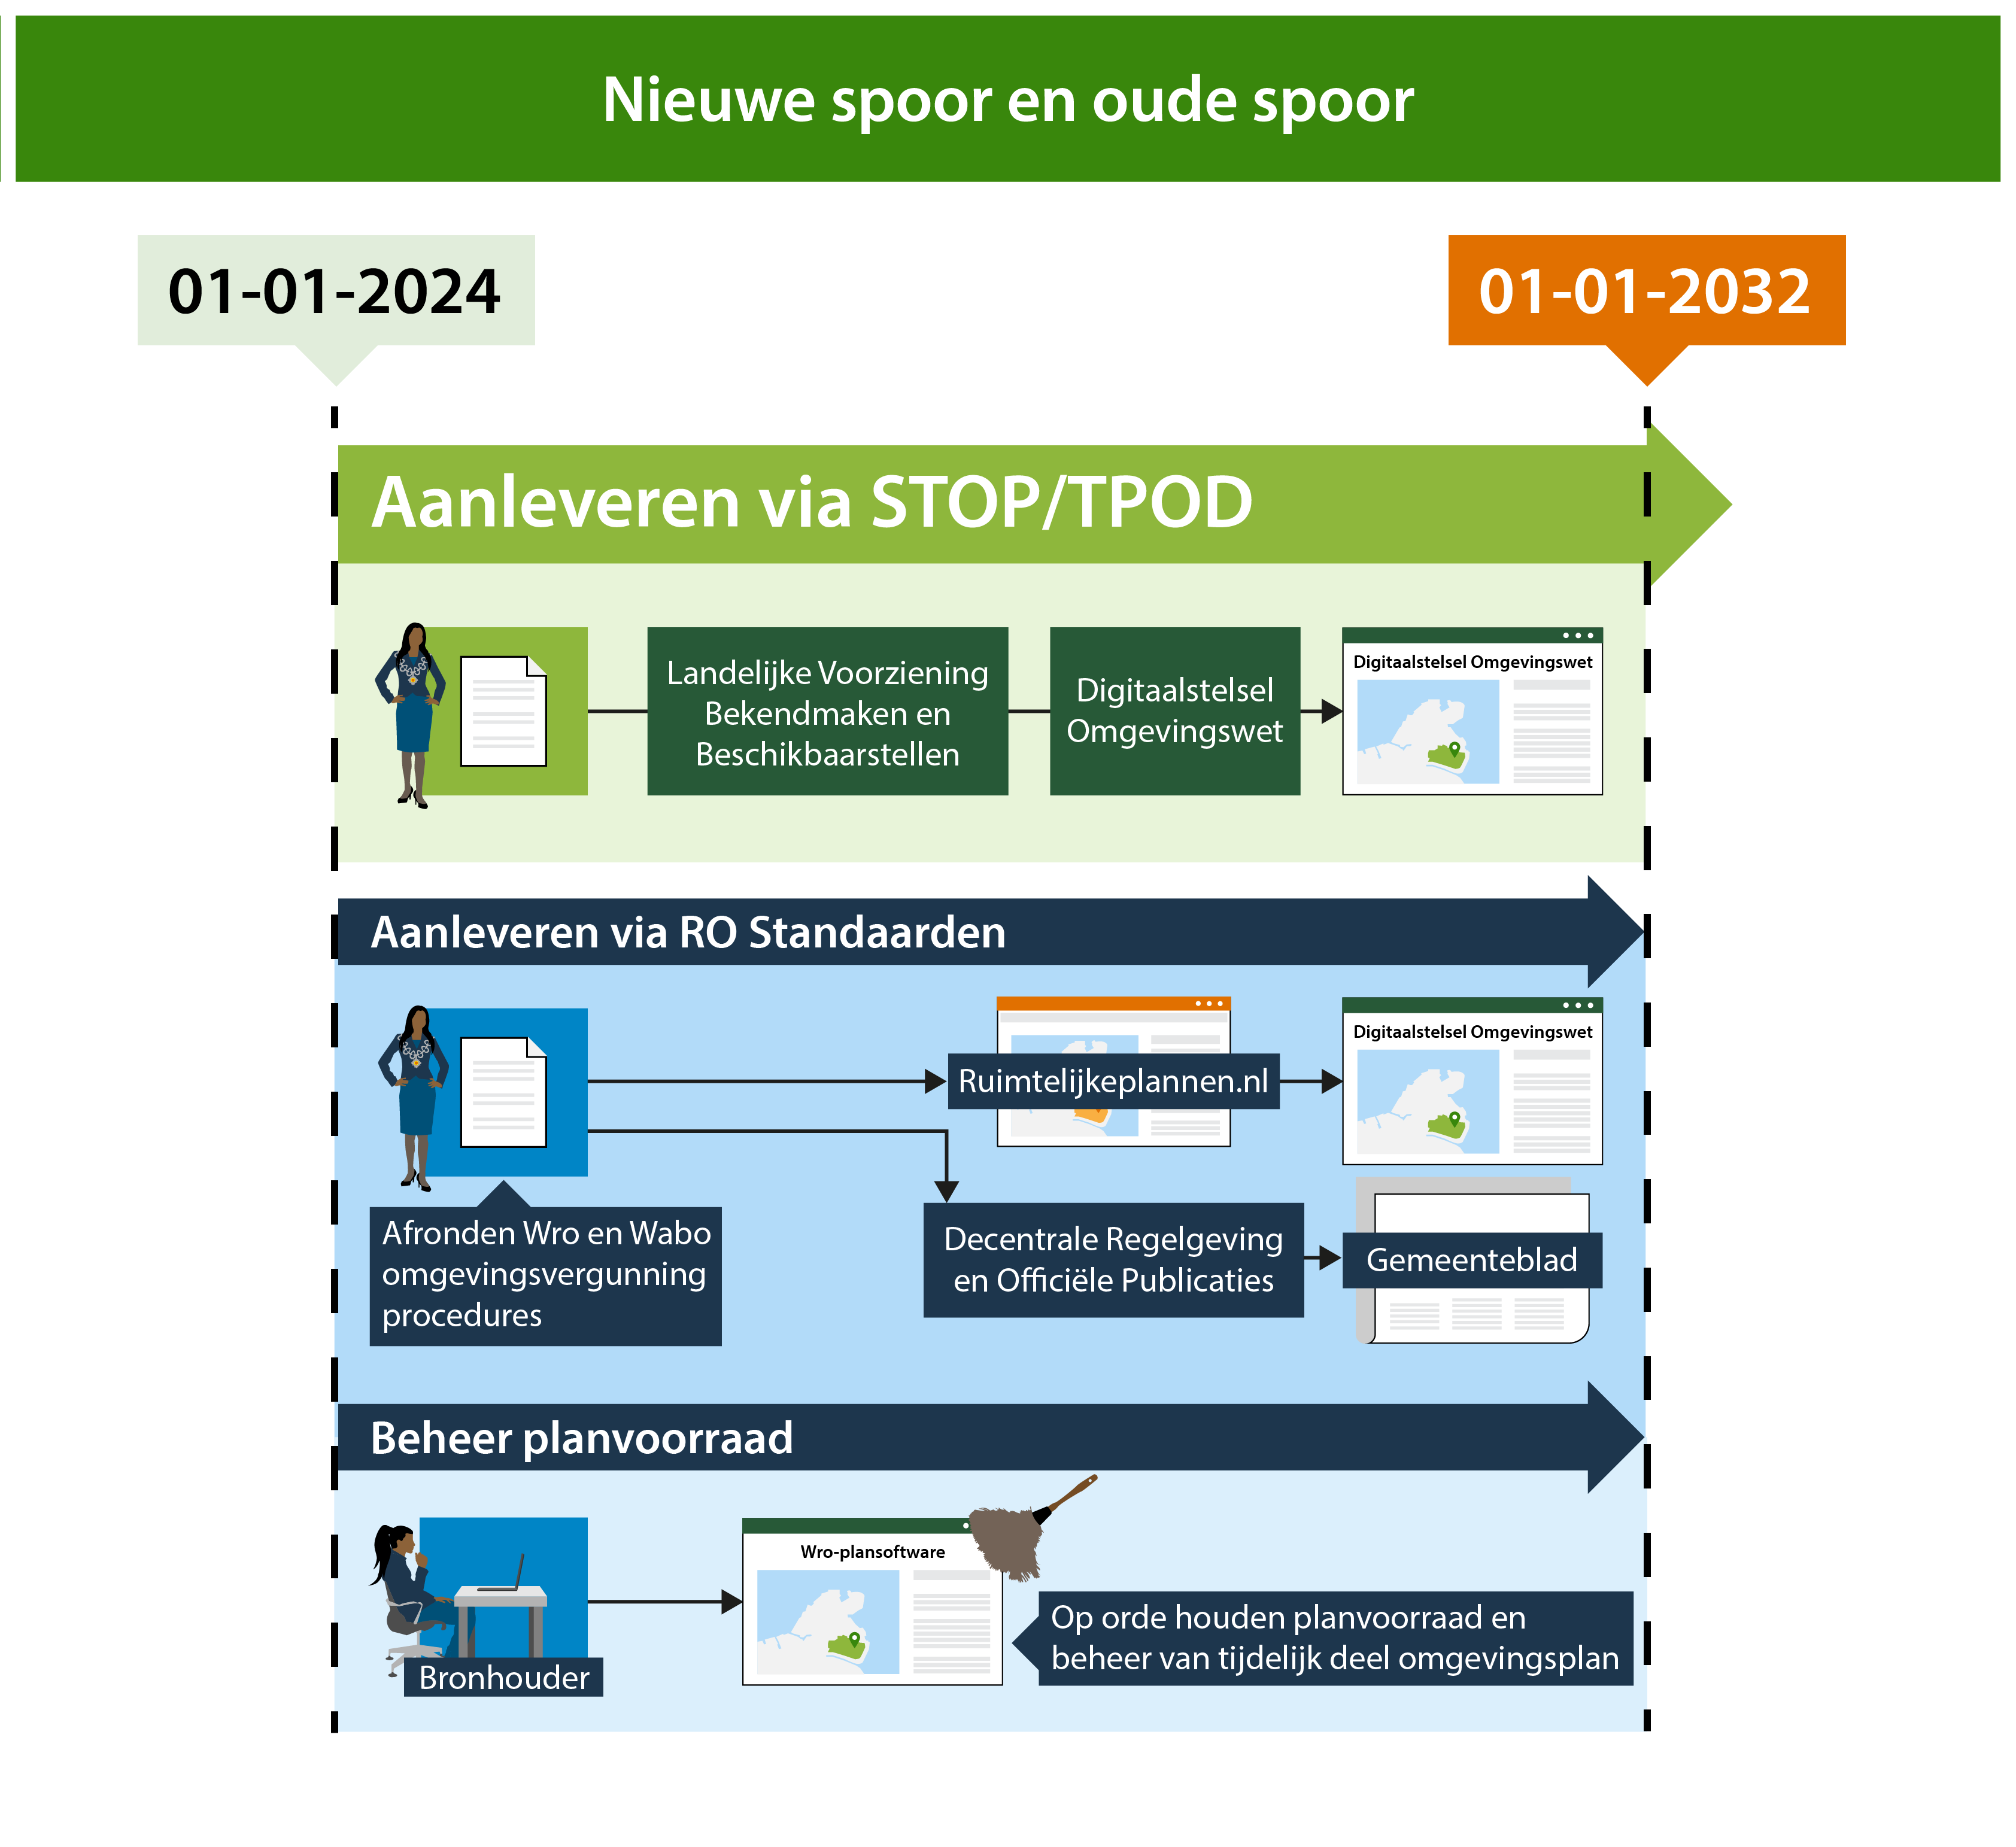 Nieuwe spoor en oude spoor
01-01-2024
01-01-2032
Aanleveren via STOP/TPOD
Landelijke Voorziening
Bekendmaken en
Beschikbaarstellen
Digitaalstelsel
Omgevingswet
Digitaalstelsel Omgevingswet
Aanleveren via RO Standaarden
Ruimtelijkeplannen.nl
Digitaalstelsel Omgevingswet
Afronden Wro en Wabo
omgevingsvergunning
procedures
Decentrale Regelgeving
en Officiële Publicaties
Gemeenteblad
Beheer planvoorraad
Bronhouder
Wro-plansoftware
Op orde houden planvoorraad en
beheer van tijdelijk deel omgevingsplan